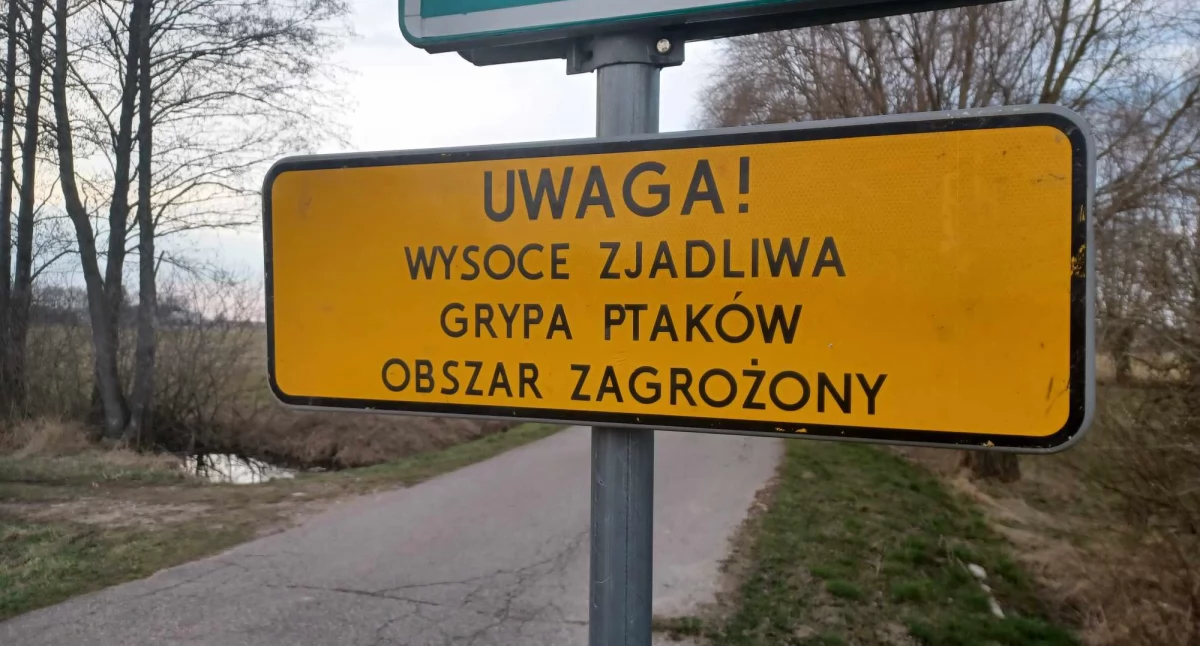 UWAGA!
WYSOCE ZJADLIWA
GRYPA PTAKÓW
OBSZAR ZAGROŻONY